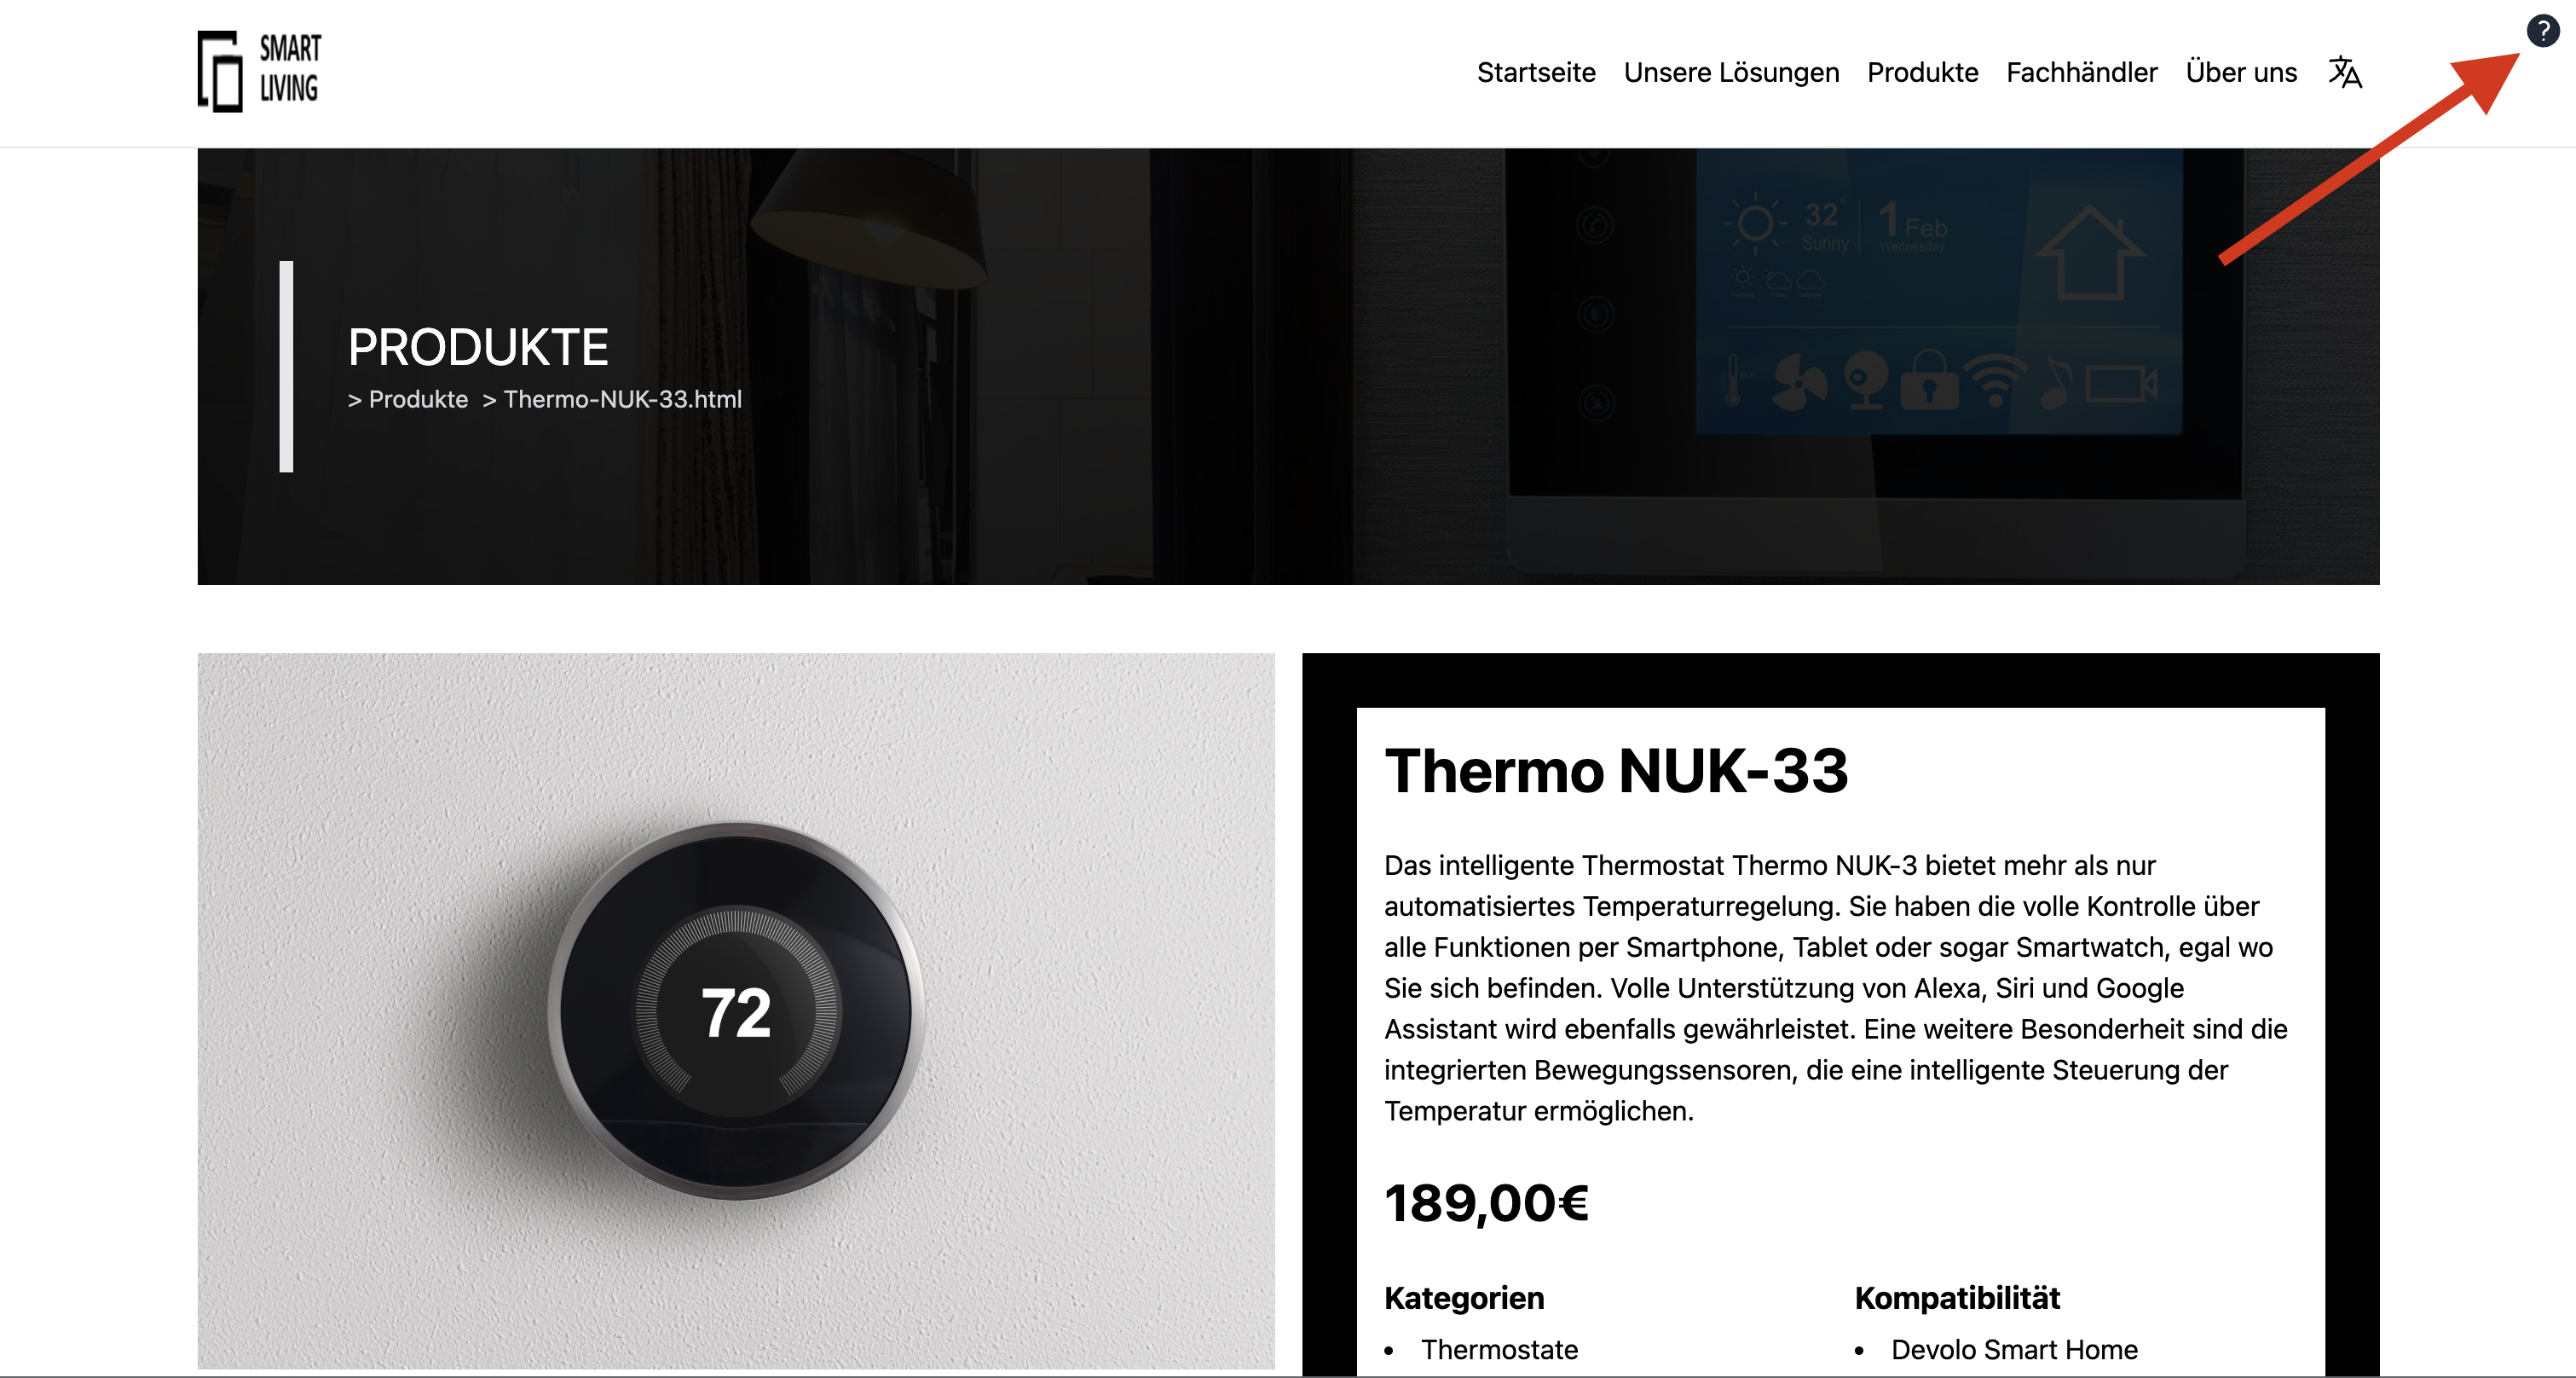 SMART
LIVING
Startseite Unsere Lösungen Produkte Fachhändler Über uns
?
32°
Sunny
1 Feb
Wednesday
PRODUKTE
> Produkte > Thermo-NUK-33.html
72
Thermo NUK-33
Das intelligente Thermostat Thermo NUK-3 bietet mehr als nur
automatisiertes Temperaturregelung. Sie haben die volle Kontrolle über
alle Funktionen per Smartphone, Tablet oder sogar Smartwatch, egal wo
Sie sich befinden. Volle Unterstützung von Alexa, Siri und Google
Assistant wird ebenfalls gewährleistet. Eine weitere Besonderheit sind die
integrierten Bewegungssensoren, die eine intelligente Steuerung der
Temperatur ermöglichen.
189,00€
Kategorien
• Thermostate
Kompatibilität
• Devolo Smart Home